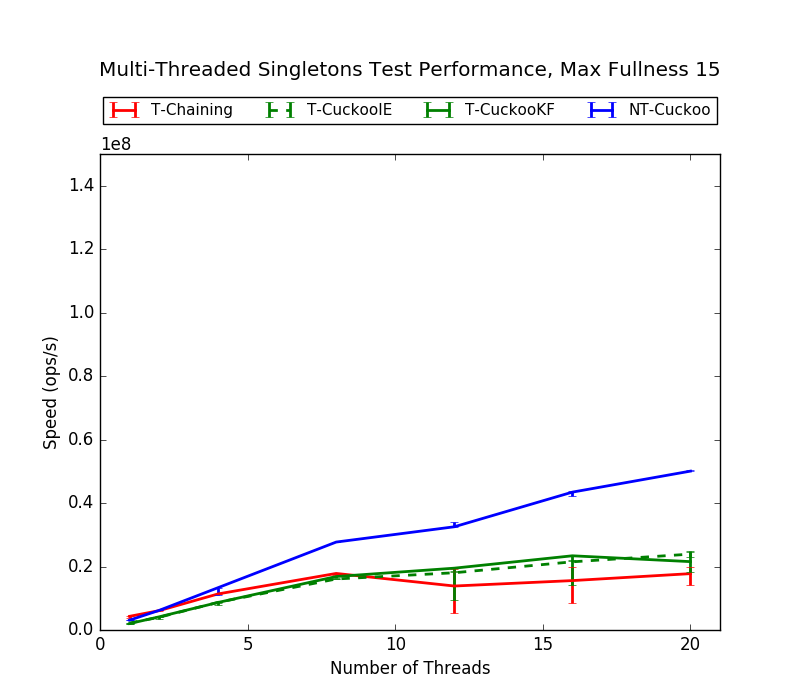 Multi-Threaded Singletons Test Performance, Max Fullness 15
T-Chaining T-CuckooIE T-CuckooKF NT-Cuckoo
1e8
1.4
1.2
1.0
0.8
0.6
0.4
0.2
0.0
Speed (ops/s)
0 5 10 15 20
Number of Threads